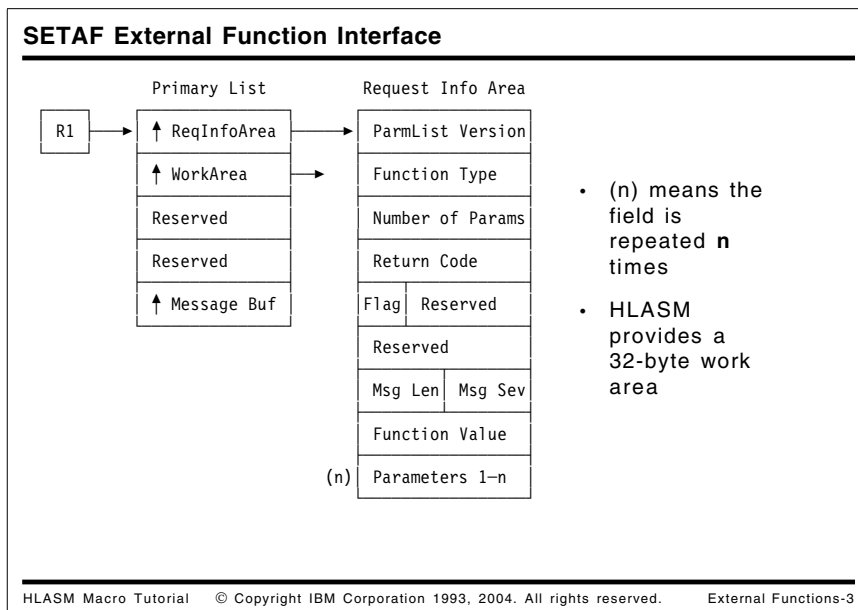 SETAF External Function Interface
Primary List
Request Info Area
R1
↑ ReqInfoArea
ParmList Version
↑ WorkArea
Function Type
Reserved
Number of Params
Reserved
Return Code
↑ Message Buf
Flag
Reserved
Reserved
Msg Len
Msg Sev
Function Value
(n)
Parameters 1—n
• (n) means the
field is
repeated n
times
• HLASM
provides a
32-byte work
area
HLASM Macro Tutorial © Copyright IBM Corporation 1993, 2004. All rights reserved. External Functions-3